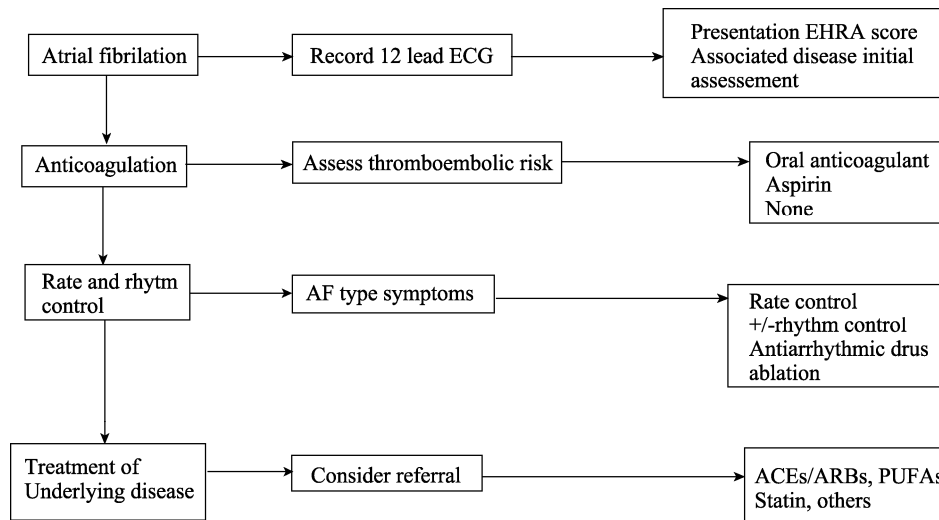 Atrial fibrilation
Record 12 lead ECG
Presentation EHRA score
Associated disease initial
assessement
Anticoagulation
Assess thromboembolic risk
Oral anticoagulant
Aspirin
None
Rate and rhytm
control
AF type symptoms
Rate control
+/-rhythm control
Antiarrhythmic drus
ablation
Treatment of
Underlying disease
Consider referral
ACEs/ARBs, PUFAs
Statin, others